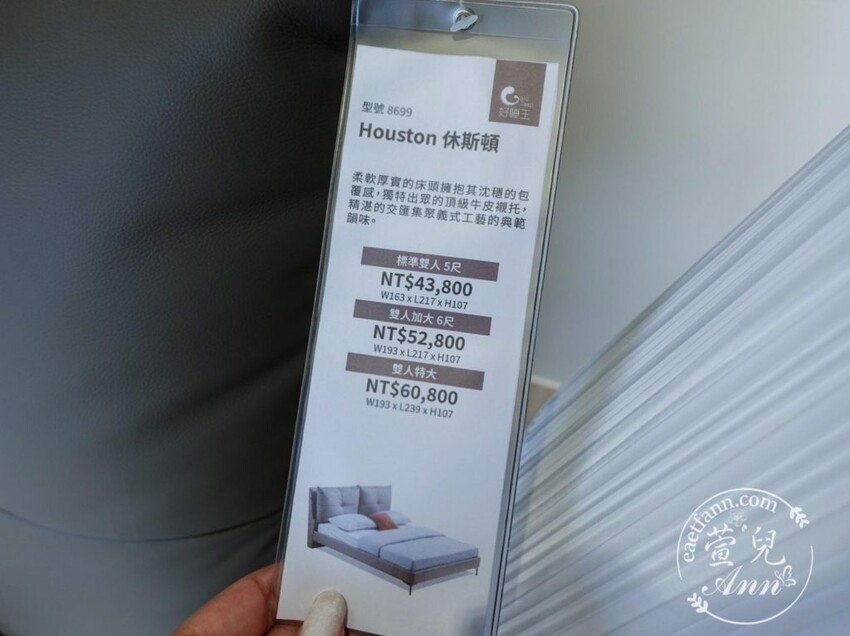 好睡王
型號 8699
Houston 休斯頓
柔軟厚實的床頭擁抱其沈穩的包
覆感，獨特出眾的頂級牛皮襯托，
精湛的交匯集聚義式工藝的典範
韻味。
標準雙人 5尺
NT$43,800
W163 x L217 x H107
雙人加大 6尺
NT$52,800
W193 x L217 x H107
雙人特大
NT$60,800
W193 x L239 x H107
eaetfann.com
萱兒
Ann